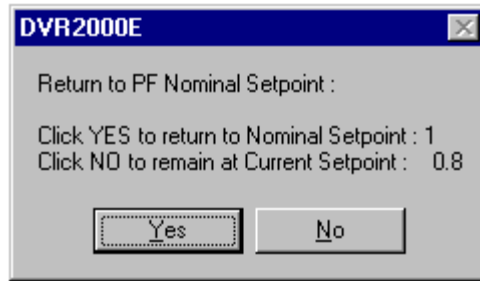 DVR2000E
Return to PF Nominal Setpoint :
Click YES to return to Nominal Setpoint : 1
Click NO to remain at Current Setpoint : 0.8
Yes
No